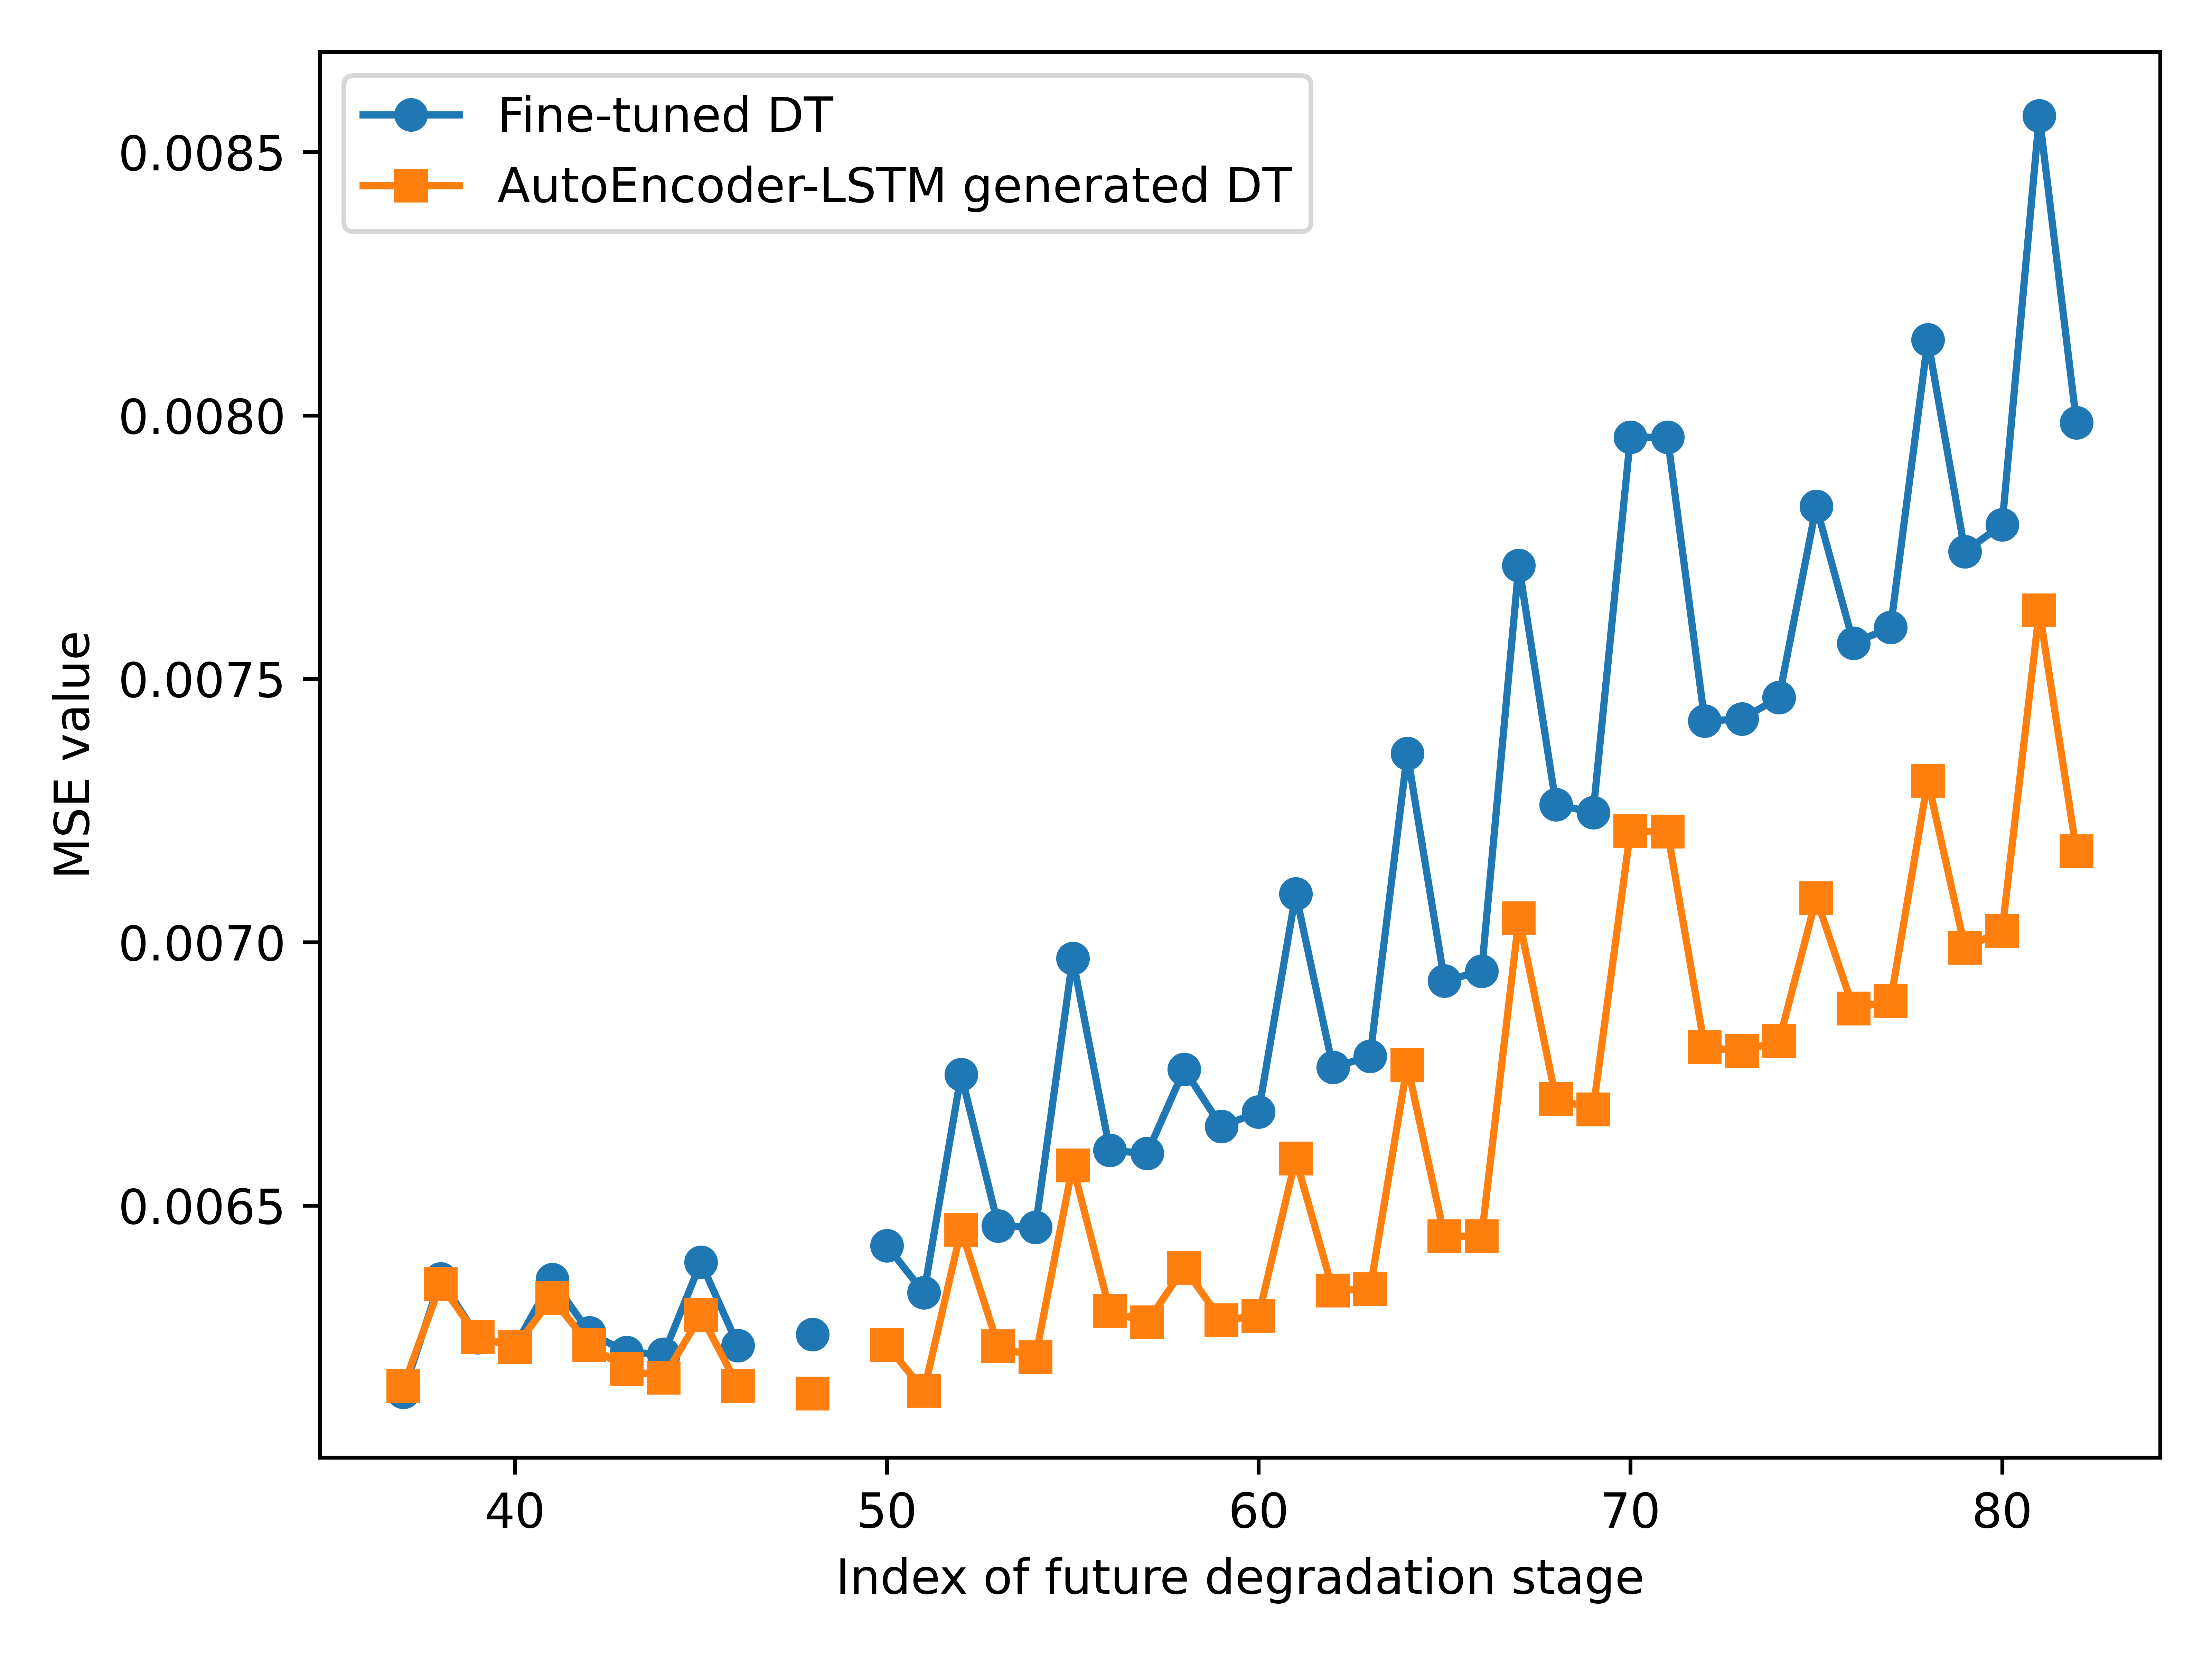 Fine-tuned DT
AutoEncoder-LSTM generated DT
0.0085
0.0080
0.0075
0.0070
0.0065
MSE value
40 50 60 70 80
Index of future degradation stage